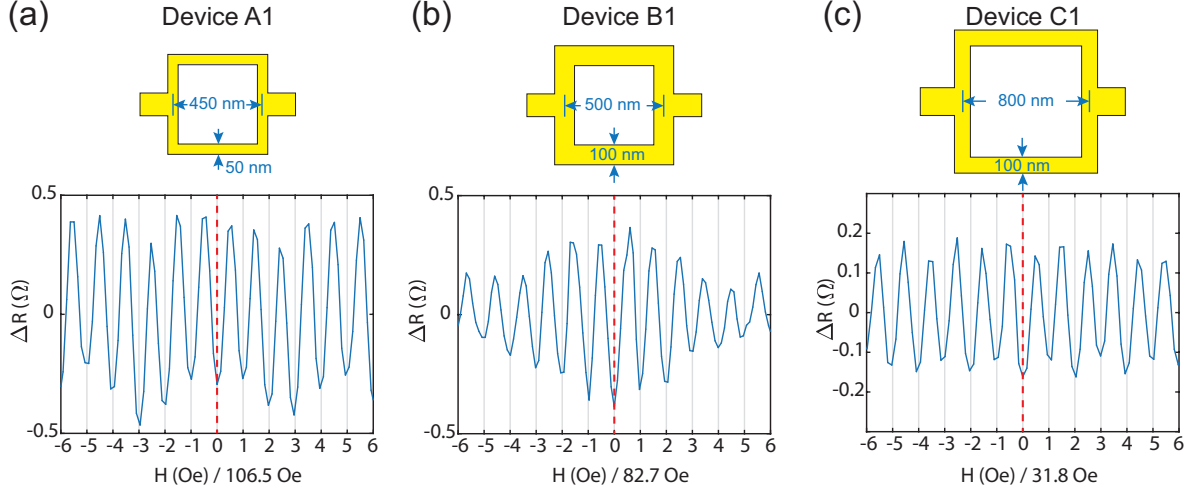 (a) Device A1
450 nm
50 nm
ΔR (Ω)
0.5
0
-0.5
-6 -5 -4 -3 -2 -1 0 1 2 3 4 5 6
H (Oe) / 106.5 Oe
(b) Device B1
500 nm
100 nm
ΔR (Ω)
0.5
0
-0.5
-6 -5 -4 -3 -2 -1 0 1 2 3 4 5 6
H (Oe) / 82.7 Oe
(c) Device C1
800 nm
100 nm
ΔR (Ω)
0.2
0.1
0
-0.1
-0.2
-6 -5 -4 -3 -2 -1 0 1 2 3 4 5 6
H (Oe) / 31.8 Oe